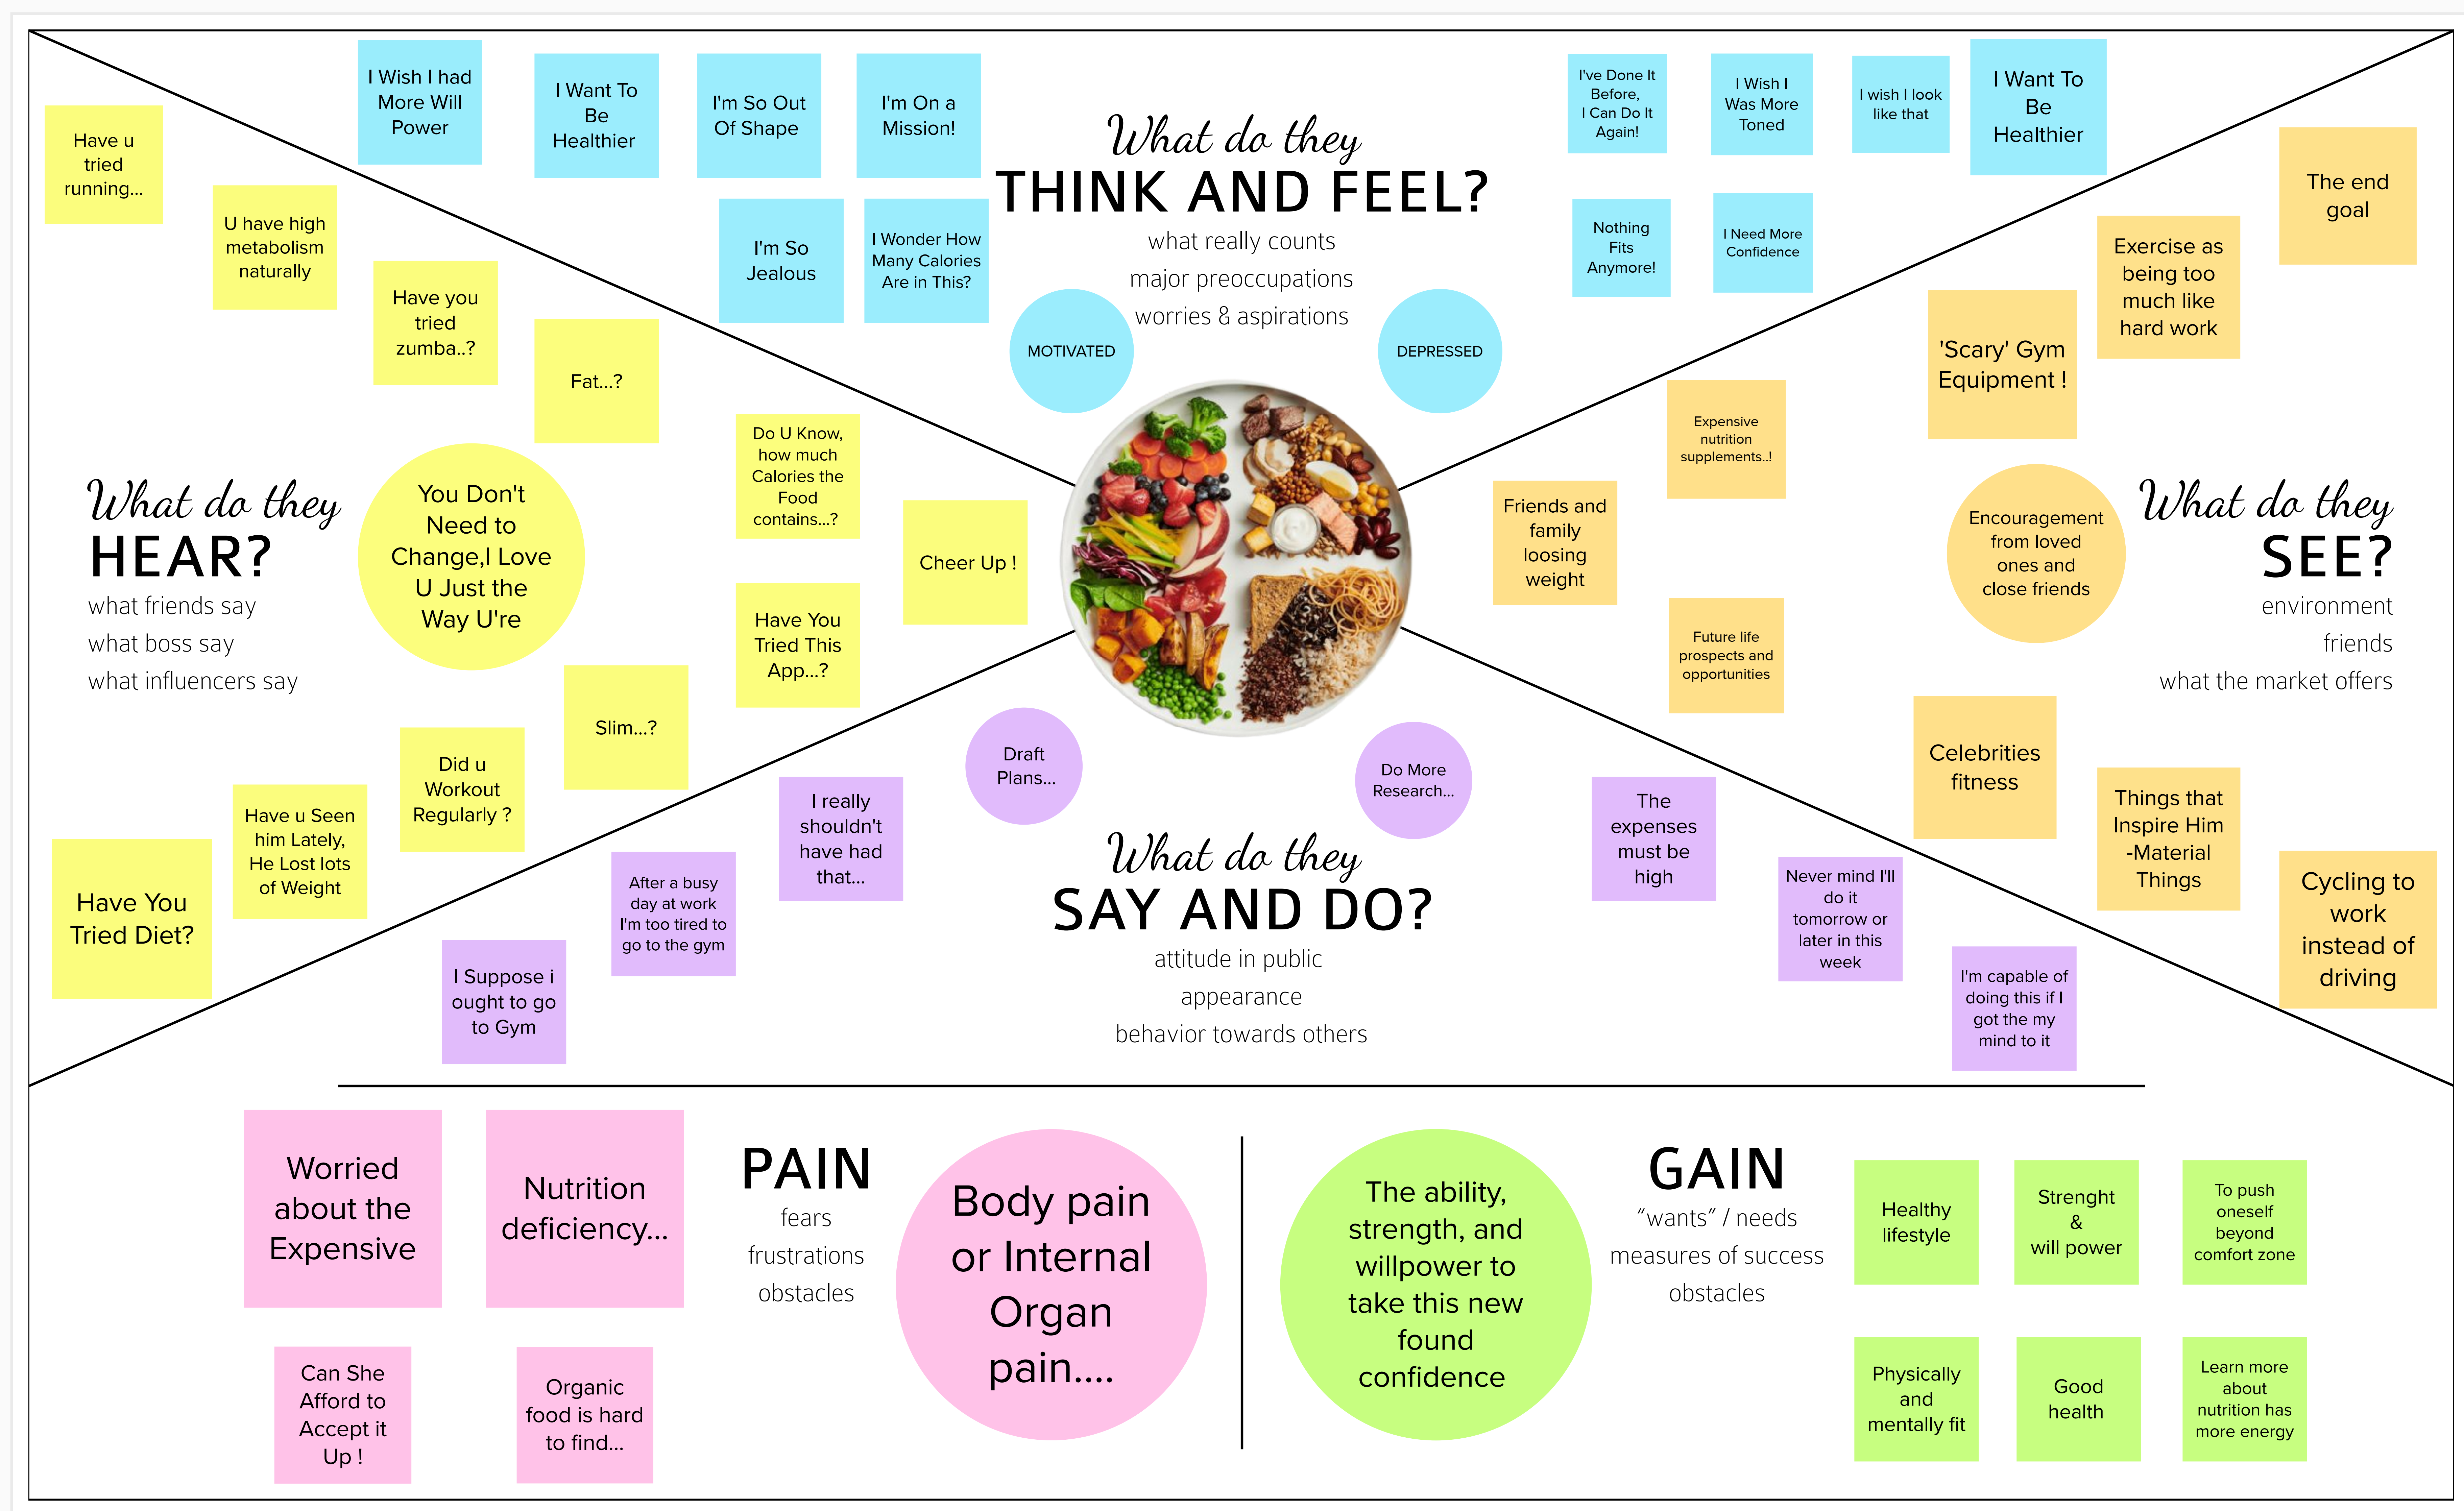 I Wish I had
More Will
Power
I Want To
Be
Healthier
I'm So Out
Of Shape
I'm On a
Mission!
I'm So
Jealous
I Wonder How
Many Calories
Are in This?
What do they
THINK AND FEEL?
what really counts
major preoccupations
worries & aspirations
MOTIVATED
DEPRESSED
I've Done It
Before,
I Can Do It
Again!
I Wish I
Was More
Toned
I wish I look
like that
I Want To
Be
Healthier
Nothing
Fits
Anymore!
I Need More
Confidence
Have u
tried
running...
U have high
metabolism
naturally
Have you
tried
zumba..?
Fat...?
Do U Know,
how much
Calories the
Food
contains...?
Cheer Up !
What do they
HEAR?
what friends say
what boss say
what influencers say
You Don't
Need to
Change,I Love
U Just the
Way U're
Have You
Tried This
App...?
Slim...?
Did u
Workout
Regularly ?
Have u Seen
him Lately,
He Lost lots
of Weight
Have You
Tried Diet?
The end
goal
Exercise as
being too
much like
hard work
'Scary' Gym
Equipment !
Expensive
nutrition
supplements..!
Friends and
family
loosing
weight
Encouragement
from loved
ones and
close friends
What do they
SEE?
environment
friends
what the market offers
Future life
prospects and
opportunities
Celebrities
fitness
Things that
Inspire Him
-Material
Things
Cycling to
work
instead of
driving
Draft
Plans...
Do More
Research...
What do they
SAY AND DO?
attitude in public
appearance
behavior towards others
I really
shouldn't
have had
that...
After a busy
day at work
I'm too tired to
go to the gym
I Suppose i
ought to go
to Gym
The
expenses
must be
high
Never mind I'll
do it
tomorrow or
later in this
week
I'm capable of
doing this if I
got the my
mind to it
Worried
about the
Expensive
Nutrition
deficiency...
Can She
Afford to
Accept it
Up !
Organic
food is hard
to find...
PAIN
fears
frustrations
obstacles
Body pain
or Internal
Organ
pain....
The ability,
strength, and
willpower to
take this new
found
confidence
GAIN
“wants” / needs
measures of success
obstacles
Healthy
lifestyle
Strenght
&
will power
To push
oneself
beyond
comfort zone
Physically
and
mentally fit
Good
health
Learn more
about
nutrition has
more energy